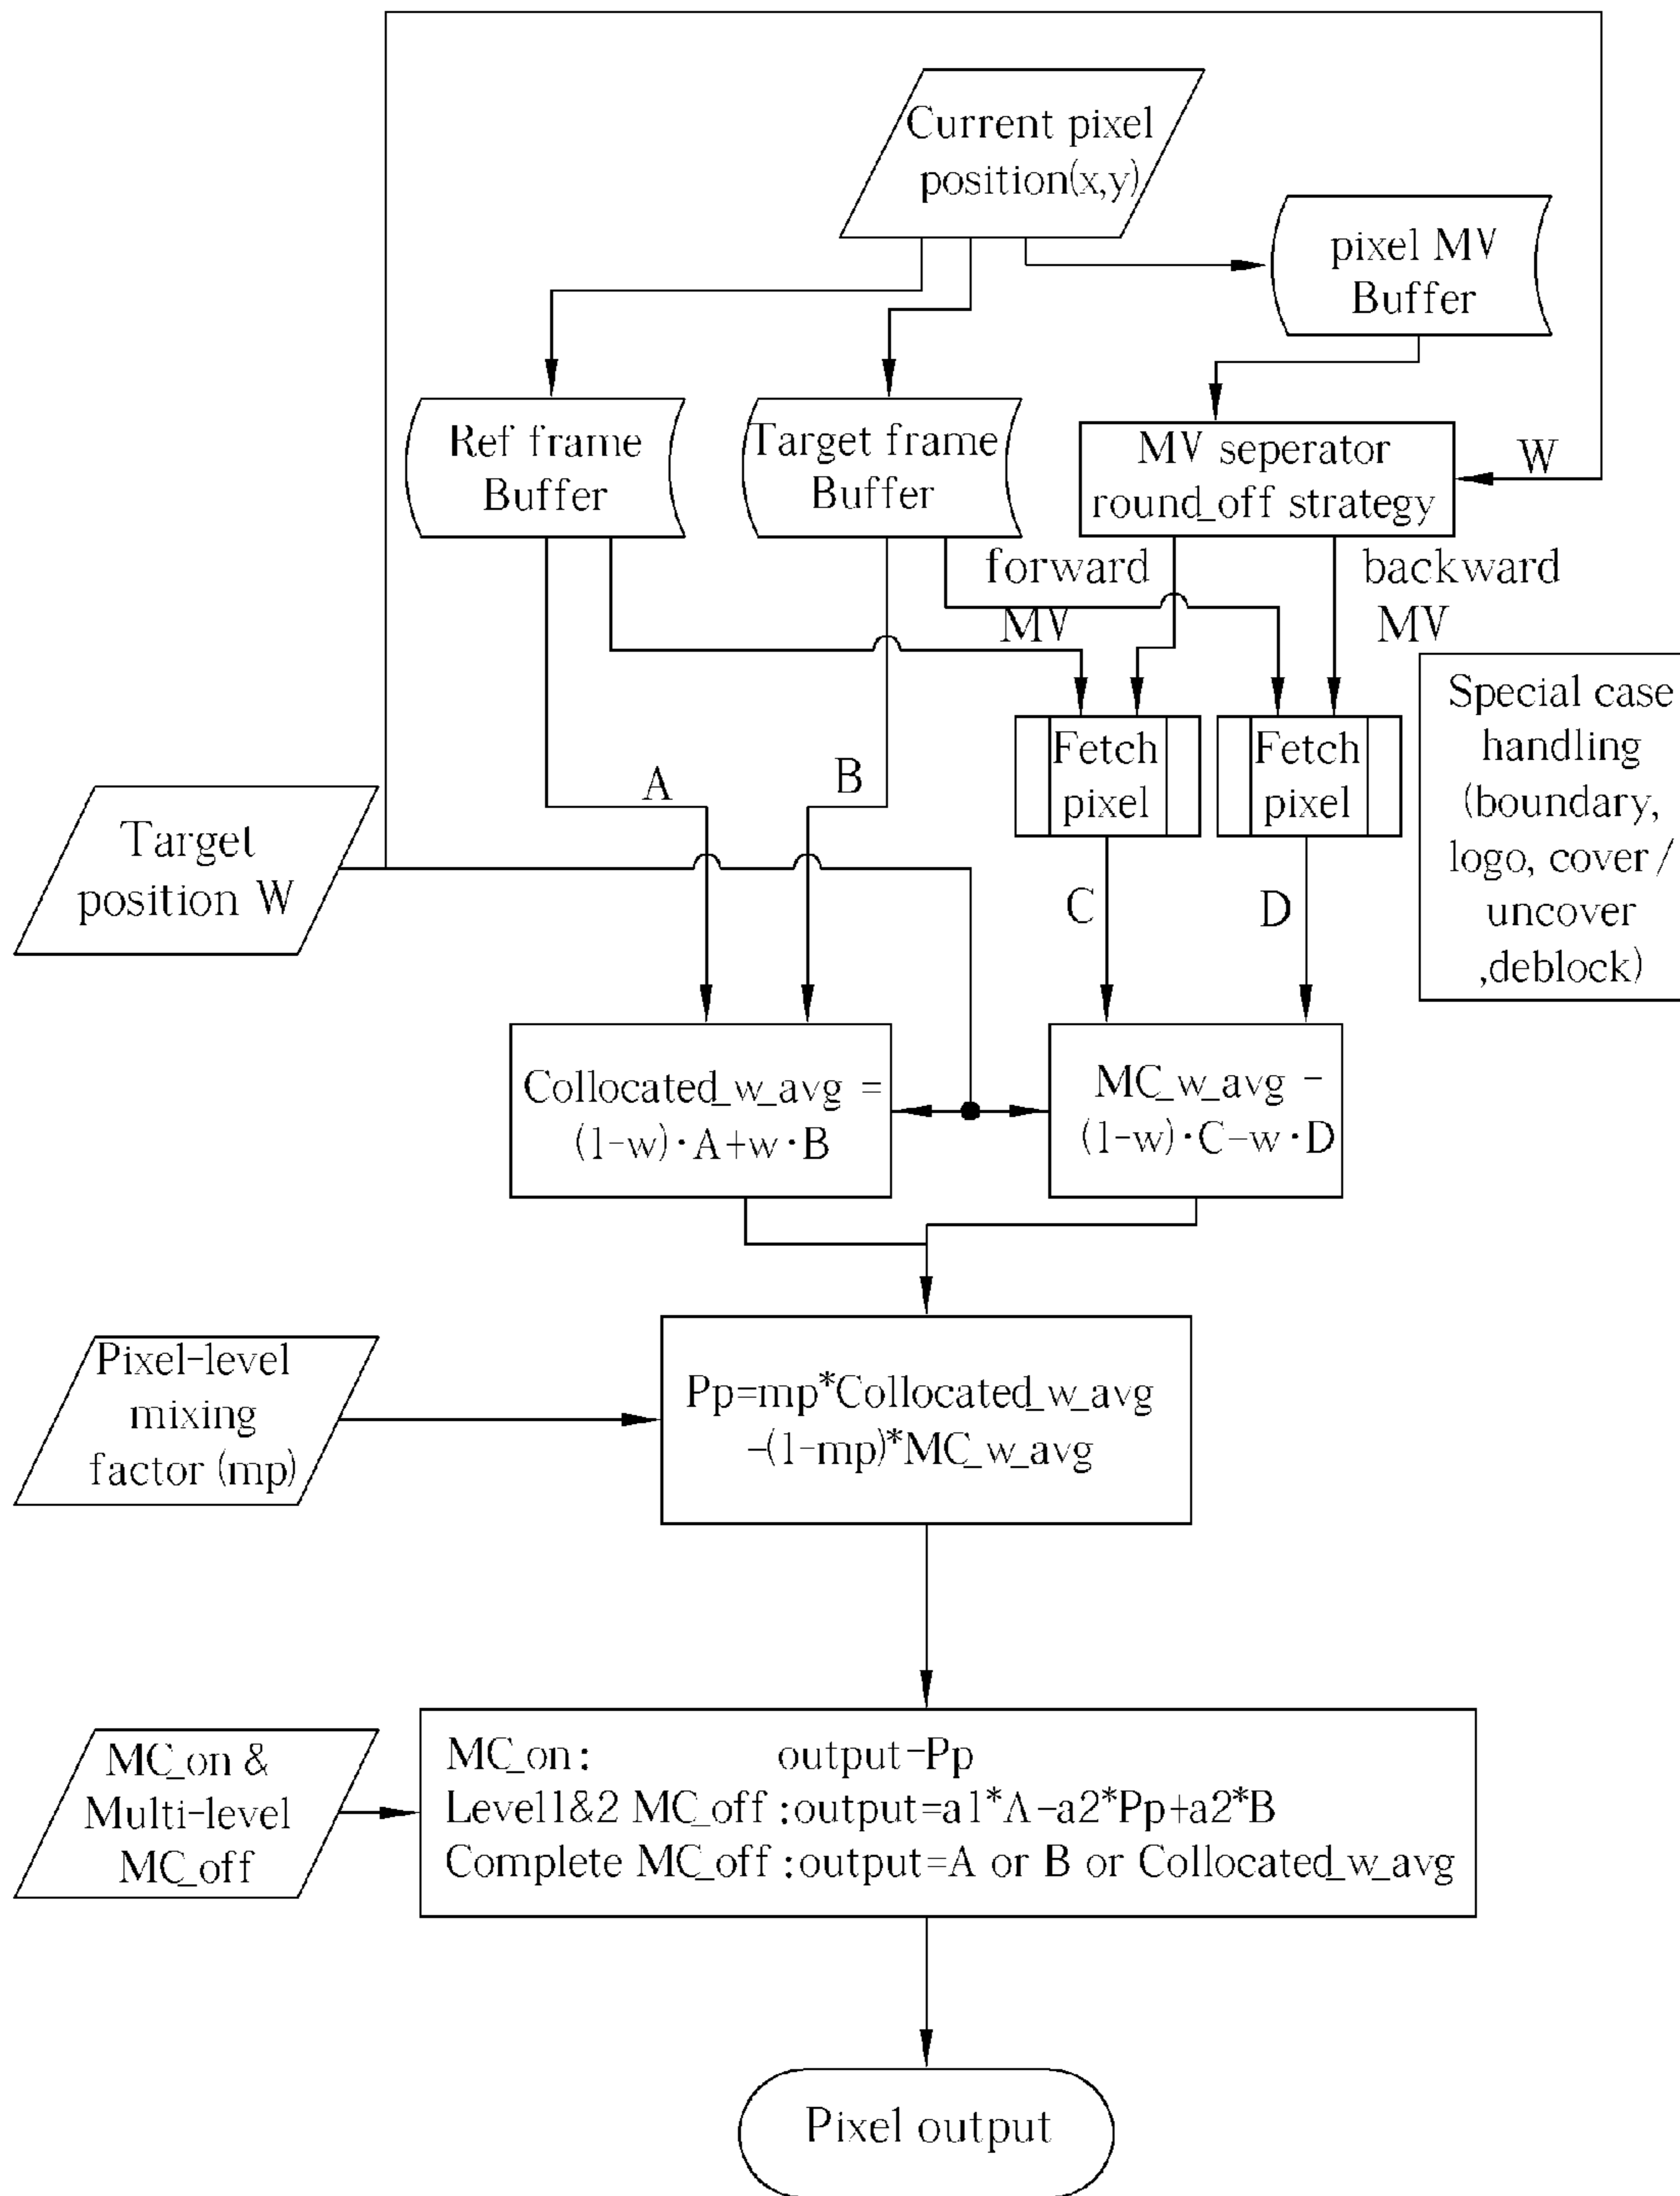 Current pixel
position(x,y)
pixel MV
Buffer
Ref frame
Buffer
Target frame
Buffer
MV seperator
round_off strategy
W
forward
MV
backward
MV
Special case
handling
(boundary,
logo, cover/
uncover
,deblock)
Fetch
pixel
Fetch
pixel
A
B
Target
position W
C
D
Collocated_w_avg =
(1-w)·A+w·B
MC_w_avg -
(1-w)·C-w·D
Pixel-level
mixing
factor (mp)
Pp=mp*Collocated_w_avg
-(1-mp)*MC_w_avg
MC_on &
Multi-level
MC_off
MC_on: output-Pp
Level1&2 MC_off:output=a1*A-a2*Pp+a2*B
Complete MC_off:output=A or B or Collocated_w_avg
Pixel output